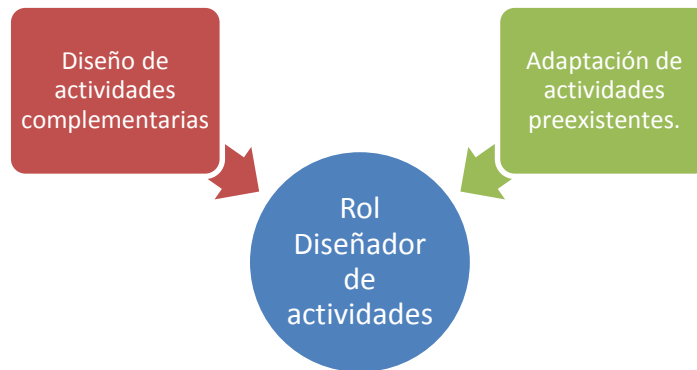 Diseño de
actividades
complementarias
Adaptación de
actividades
preexistentes.
Rol
Diseñador
de
actividades